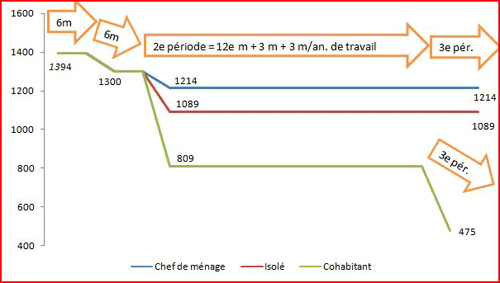 1600
1400
1200
1000
800
600
400
6m
6m
2e période = 12e m + 3 m + 3 m/an. de travail
3e pér.
1394
1300
1214
1214
1089
1089
809
3e pér.
475
Chef de ménage
Isolé
Cohabitant